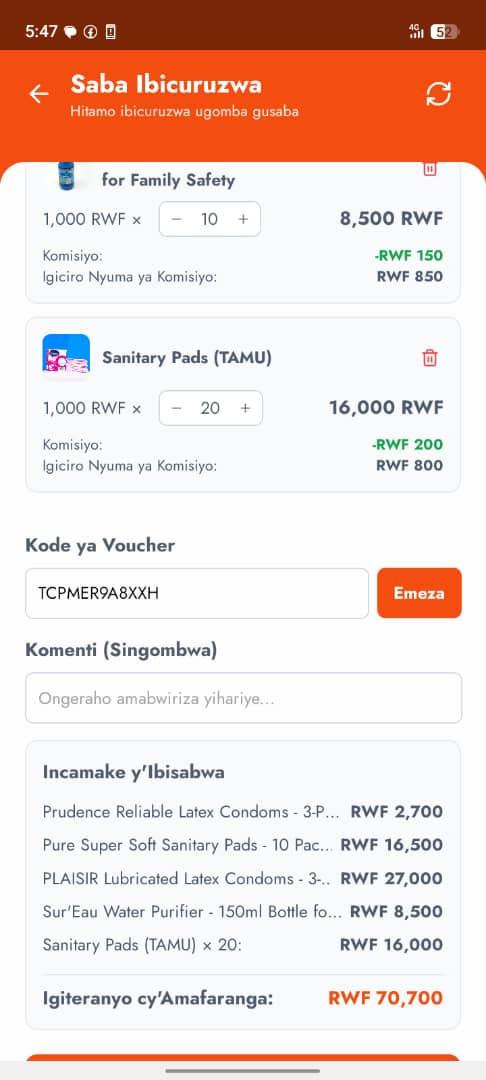 5:47
4G
52
Saba Ibicuruzwa
Hitamo ibicuruzwa ugomba gusaba
for Family Safety
1,000 RWF × − 10 + 8,500 RWF
Komisiyo: -RWF 150
Igiciro Nyuma ya Komisiyo: RWF 850
Sanitary Pads (TAMU)
1,000 RWF × − 20 + 16,000 RWF
Komisiyo: -RWF 200
Igiciro Nyuma ya Komisiyo: RWF 800
Kode ya Voucher
TCPMER9A8XXH Emeza
Komenti (Singombwa)
Ongeraho amabwiriza yihariye...
Incamake y'Ibisabwa
Prudence Reliable Latex Condoms - 3-P... RWF 2,700
Pure Super Soft Sanitary Pads - 10 Pac... RWF 16,500
PLAISIR Lubricated Latex Condoms - 3-.. RWF 27,000
Sur'Eau Water Purifier - 150ml Bottle fo... RWF 8,500
Sanitary Pads (TAMU) × 20: RWF 16,000
Igiteranyo cy'Amafaranga: RWF 70,700